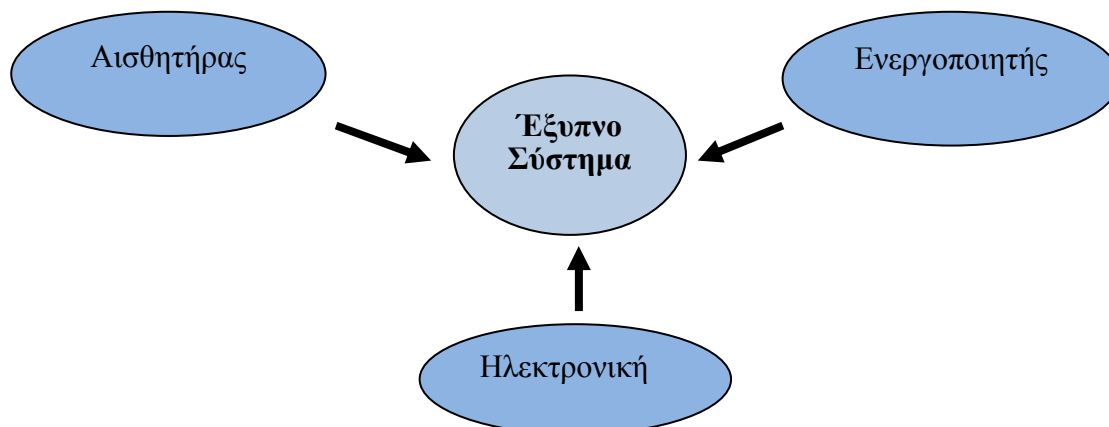 Αισθητήρας
Ενεργοποιητής
Έξυπνο
Σύστημα
Ηλεκτρονική